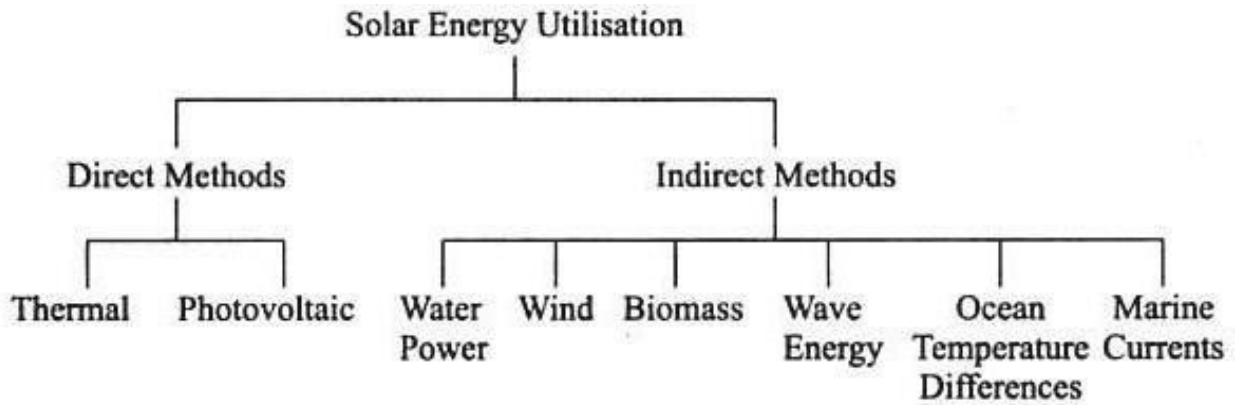 Solar Energy Utilisation
Direct Methods
Indirect Methods
Thermal
Photovoltaic
Water
Power
Wind
Biomass
Wave
Energy
Ocean
Temperature
Differences
Marine
Currents